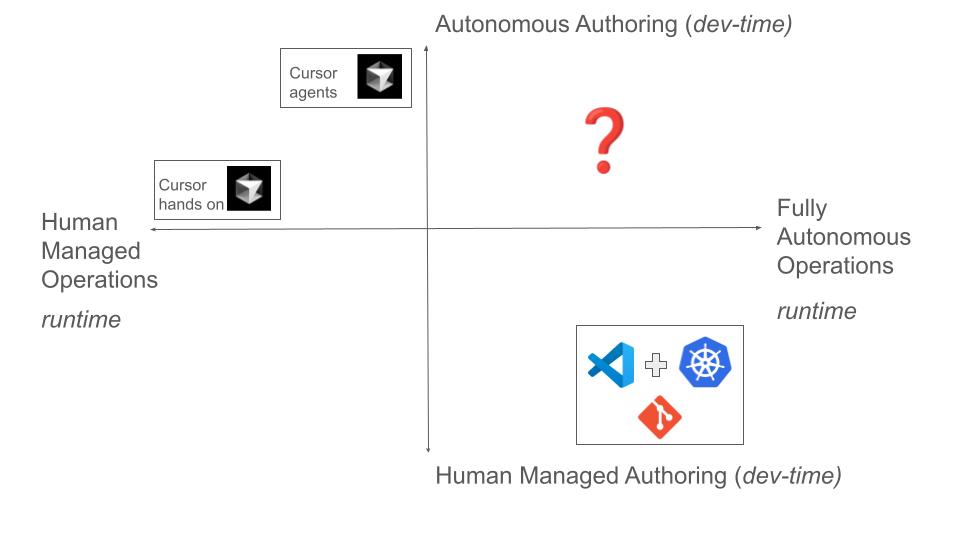 Autonomous Authoring (dev-time)
Cursor
agents
❓
Cursor
hands on
Human
Managed
Operations
runtime
Fully
Autonomous
Operations
runtime
Human Managed Authoring (dev-time)